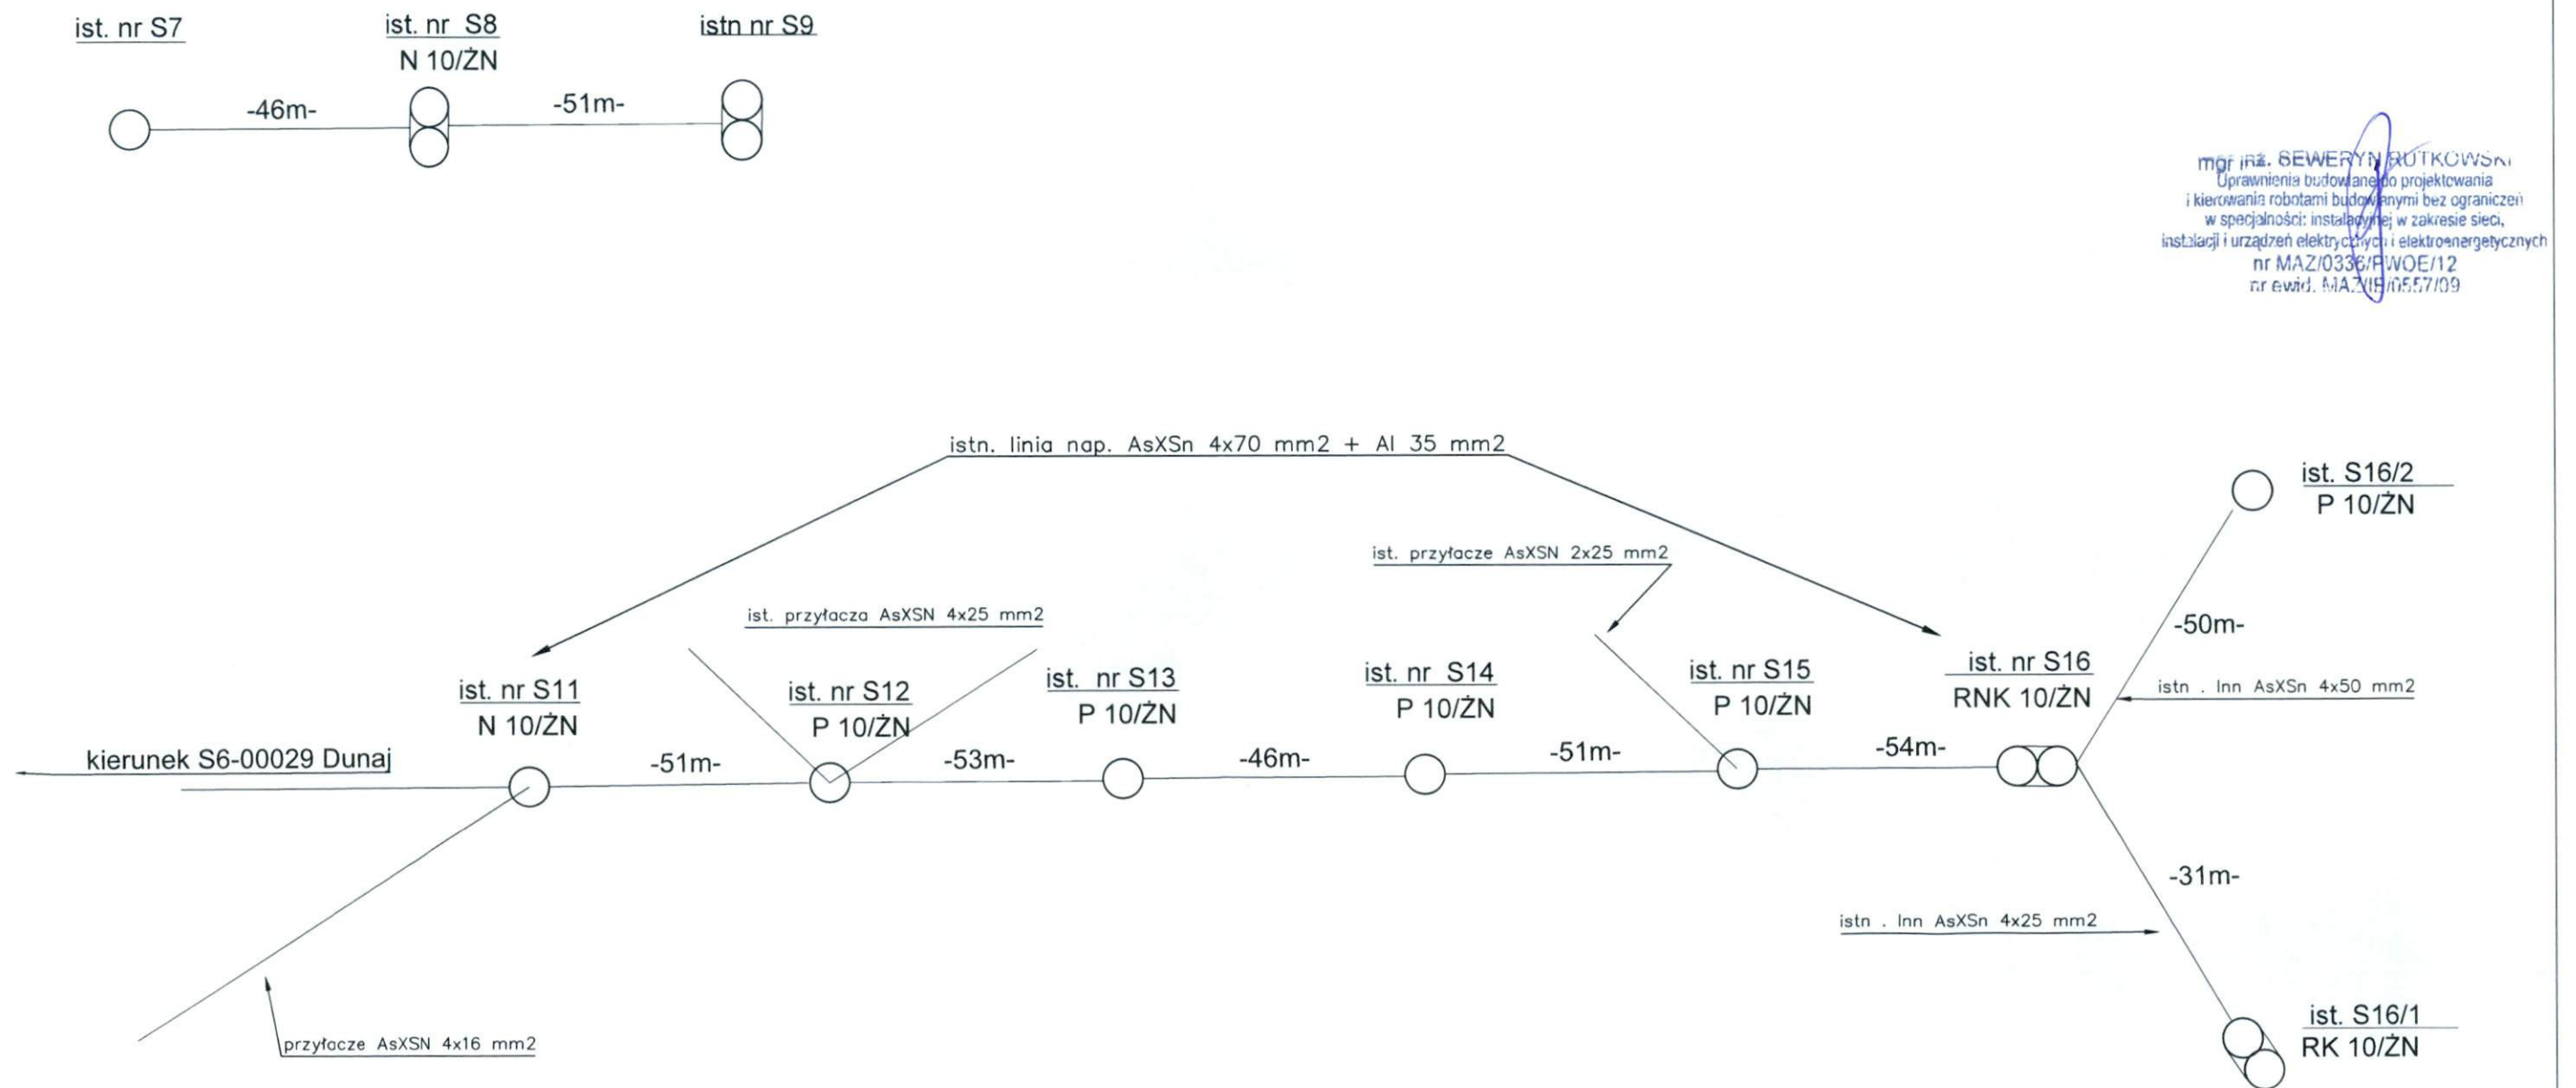 ist. nr S7
ist. nr S8
N 10/ŻN
istn nr S9
-46m-
-51m-
mgr inż. SEWERYN RUTKOWSKI
Uprawnienia budowlane do projektowania
i kierowania robotami budowlanymi bez ograniczeń
w specjalności: instalacyjnej w zakresie sieci,
instalacji i urządzeń elektrycznych i elektroenergetycznych
nr MAZ/0336/PWOE/12
nr ewid. MAZ/IE/0557/09
istn. linia nap. AsXSn 4x70 mm2 + Al 35 mm2
ist. S16/2
P 10/ŻN
ist. przyłacze AsXSN 2x25 mm2
ist. przyłacza AsXSN 4x25 mm2
-50m-
ist. nr S11
N 10/ŻN
ist. nr S12
P 10/ŻN
ist. nr S13
P 10/ŻN
ist. nr S14
P 10/ŻN
ist. nr S15
P 10/ŻN
ist. nr S16
RNK 10/ŻN
istn . lnn AsXSn 4x50 mm2
kierunek S6-00029 Dunaj
-51m-
-53m-
-46m-
-51m-
-54m-
-31m-
istn . lnn AsXSn 4x25 mm2
przyłacze AsXSN 4x16 mm2
ist. S16/1
RK 10/ŻN